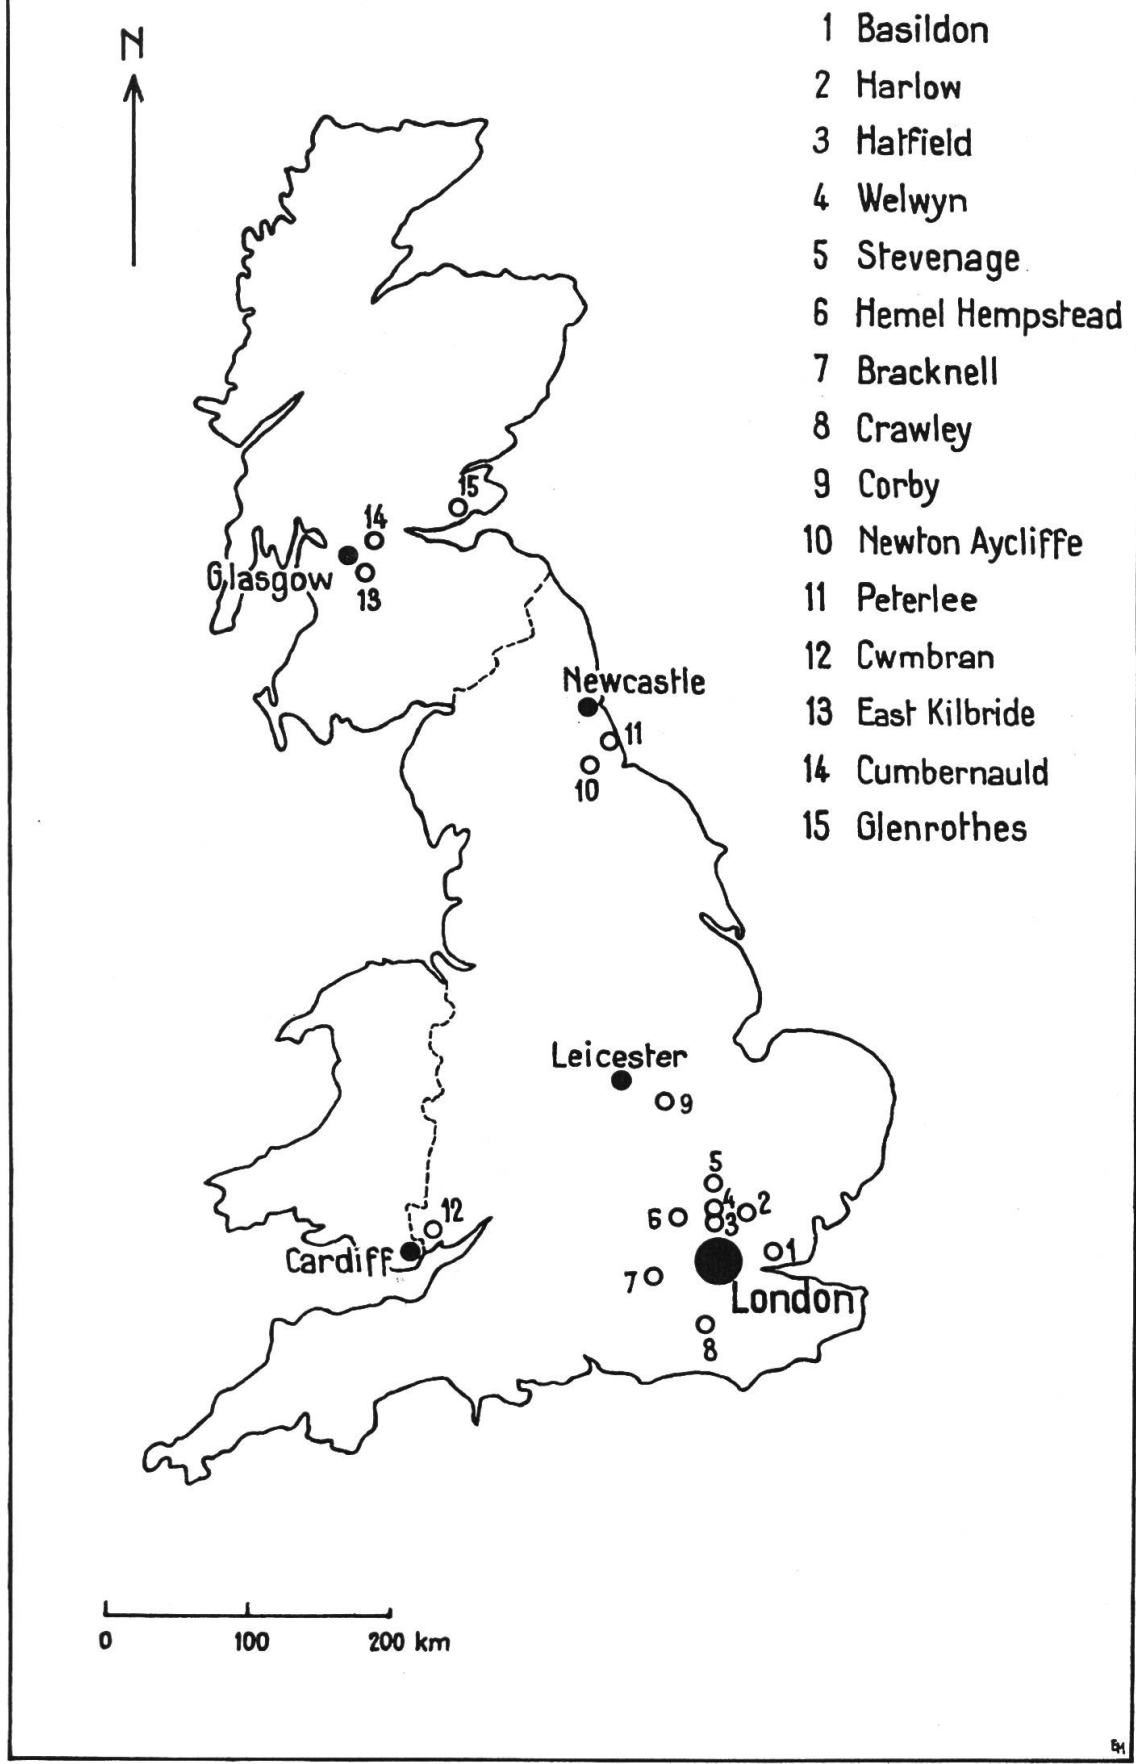 N
1 Basildon
2 Harlow
3 Hatfield
4 Welwyn
5 Stevenage
6 Hemel Hempstead
7 Bracknell
8 Crawley
9 Corby
10 Newton Aycliffe
11 Peterlee
12 Cwmbran
13 East Kilbride
14 Cumbernauld
15 Glenrothes
15
14
Glasgow
13
Newcastle
11
10
Leicester
9
5
4
2
6
3
12
Cardiff
1
7
London
8
0 100 200 km
EM